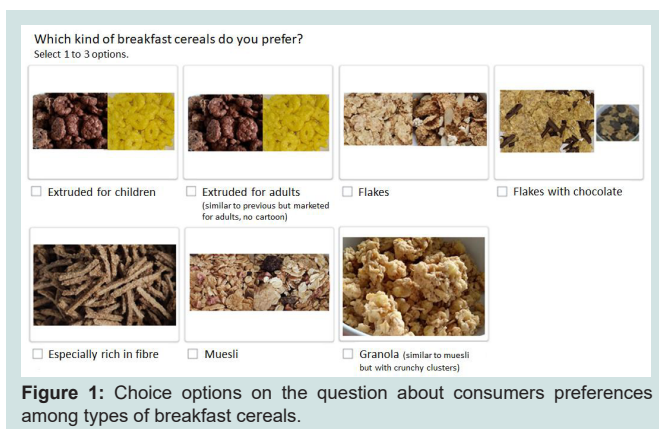 Which kind of breakfast cereals do you prefer?
Select 1 to 3 options.
Extruded for children
Extruded for adults
(similar to previous but marketed
for adults, no cartoon)
Flakes
Flakes with chocolate
Especially rich in fibre
Muesli
Granola (similar to muesli
but with crunchy clusters)
Figure 1: Choice options on the question about consumers preferences
among types of breakfast cereals.